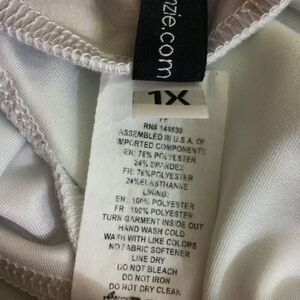 nzie.com
1X
RN# 144639
ASSEMBLED IN U.S.A. OF
IMPORTED COMPONENTS
EN: 76% POLYESTER
24% SPANDEX
FR: 76% POLYESTER
24% ELASTHANNE
LINING:
EN: 100% POLYESTER
FR: 100% POLYESTER
TURN GARMENT INSIDE OUT
HAND WASH COLD
WASH WITH LIKE COLORS
NO FABRIC SOFTENER
LINE DRY
DO NOT BLEACH
DO NOT IRON
DO NOT DRY CLEAN